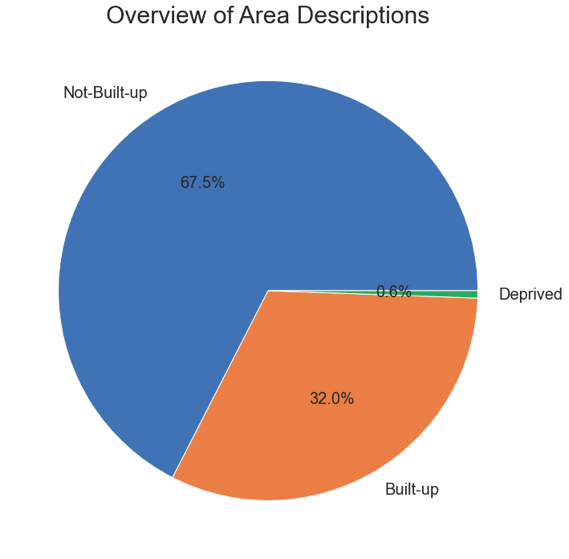 Overview of Area Descriptions
Not-Built-up
67.5%
0.6%
Deprived
32.0%
Built-up